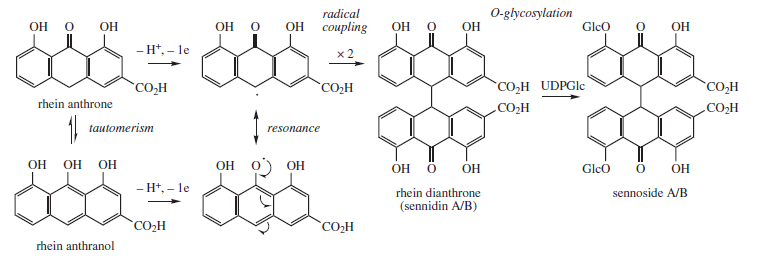 radical
coupling
O-glycosylation
OH O OH
– H⁺, – 1e
OH O OH
× 2
OH O OH
GlcO O OH
CO₂H
CO₂H
CO₂H
UDPGlc
CO₂H
rhein anthrone
CO₂H
CO₂H
tautomerism
resonance
OH OH OH
– H⁺, – 1e
OH O• OH
OH O OH
GlcO O OH
CO₂H
CO₂H
rhein dianthrone
(sennidin A/B)
sennoside A/B
rhein anthranol